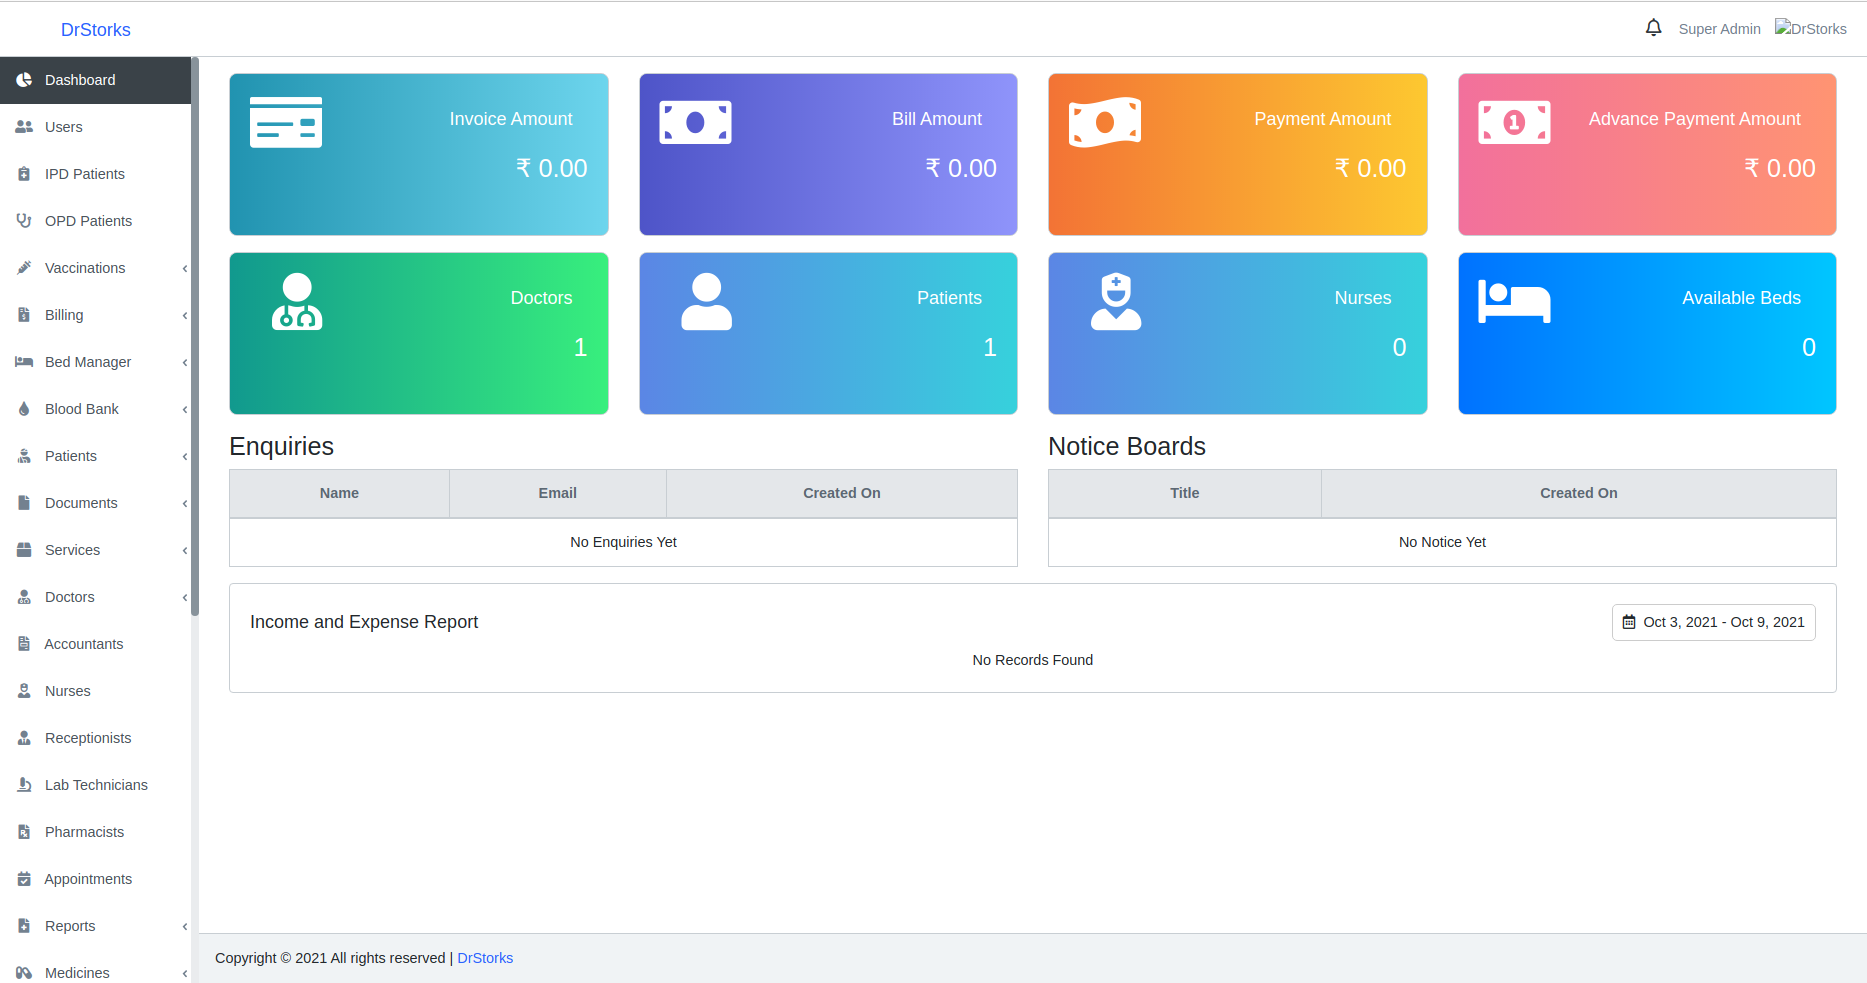 DrStorks
Super Admin
DrStorks
Dashboard
Users
IPD Patients
OPD Patients
Vaccinations
Billing
Bed Manager
Blood Bank
Patients
Documents
Services
Doctors
Accountants
Nurses
Receptionists
Lab Technicians
Pharmacists
Appointments
Reports
Medicines
Invoice Amount
₹ 0.00
Bill Amount
₹ 0.00
Payment Amount
₹ 0.00
Advance Payment Amount
₹ 0.00
Doctors
1
Patients
1
Nurses
0
Available Beds
0
Enquiries
Name Email Created On
No Enquiries Yet
Notice Boards
Title Created On
No Notice Yet
Income and Expense Report
Oct 3, 2021 - Oct 9, 2021
No Records Found
Copyright © 2021 All rights reserved | DrStorks